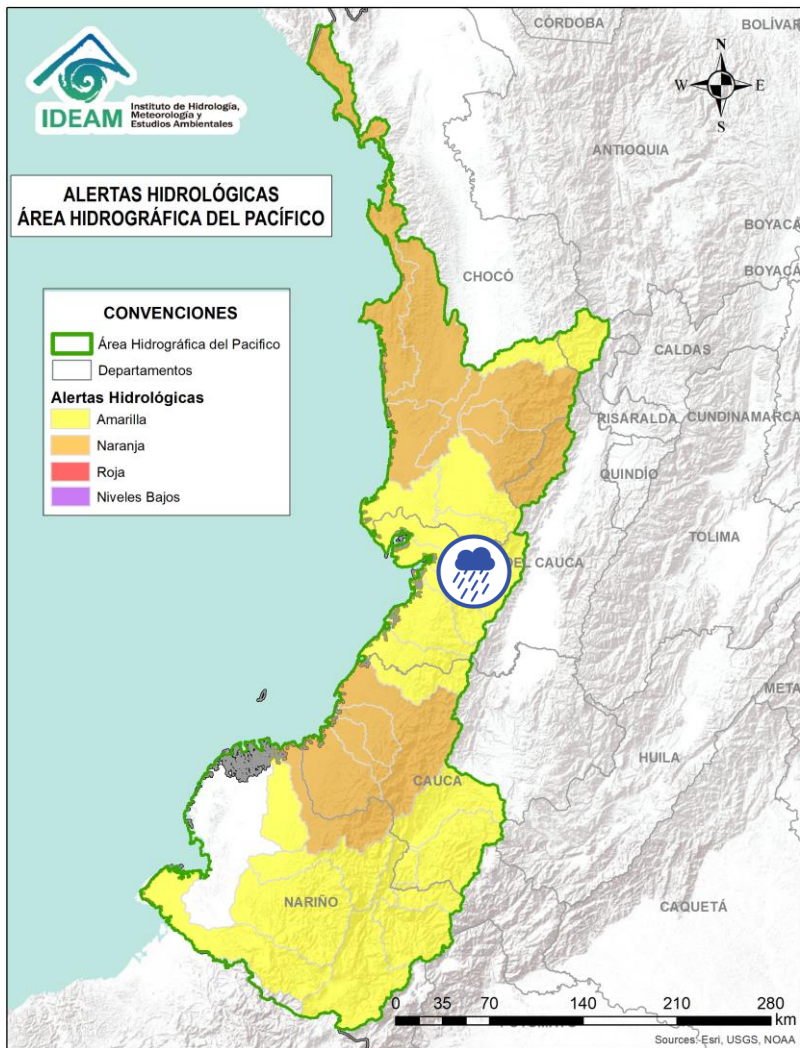 CÓRDOBA
BOLÍVAR
N
W
E
S
IDEAM
Instituto de Hidrología,
Meteorología y
Estudios Ambientales
ANTIOQUIA
ALERTAS HIDROLÓGICAS
ÁREA HIDROGRÁFICA DEL PACÍFICO
BOYACÁ
BOYACÁ
CHOCÓ
CONVENCIONES
Área Hidrográfica del Pacifico
Departamentos
Alertas Hidrológicas
Amarilla
Naranja
Roja
Niveles Bajos
CALDAS
RISARALDA
CUNDINAMARCA
QUINDÍO
TOLIMA
DEL CAUCA
META
HUILA
CAUCA
NARIÑO
CAQUETÁ
0 35 70 140 210 280
km
Sources: Esri, USGS, NOAA